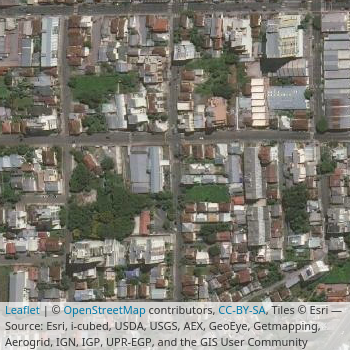 Leaflet | © OpenStreetMap contributors, CC-BY-SA, Tiles © Esri —
Source: Esri, i-cubed, USDA, USGS, AEX, GeoEye, Getmapping,
Aerogrid, IGN, IGP, UPR-EGP, and the GIS User Community